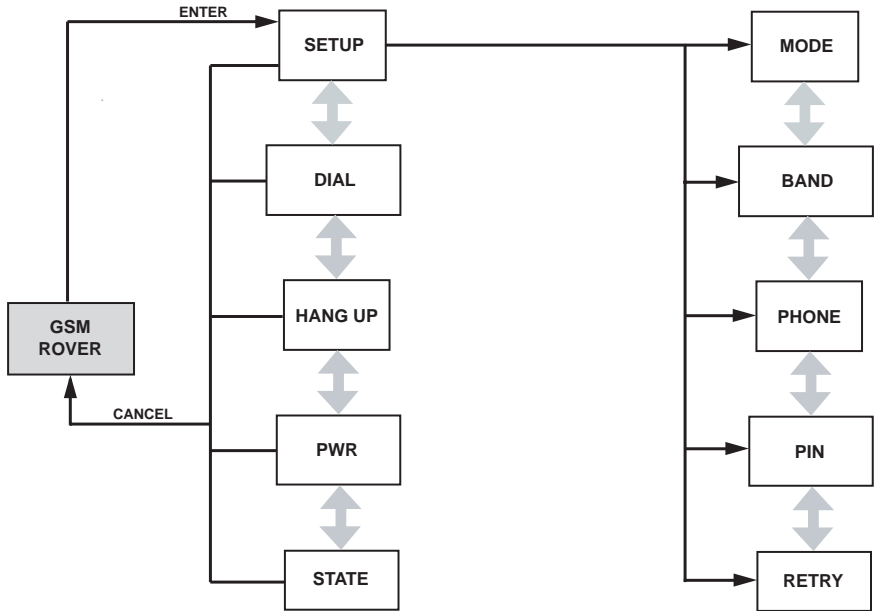 ENTER
SETUP
MODE
DIAL
BAND
HANG UP
PHONE
GSM
ROVER
CANCEL
PWR
PIN
STATE
RETRY